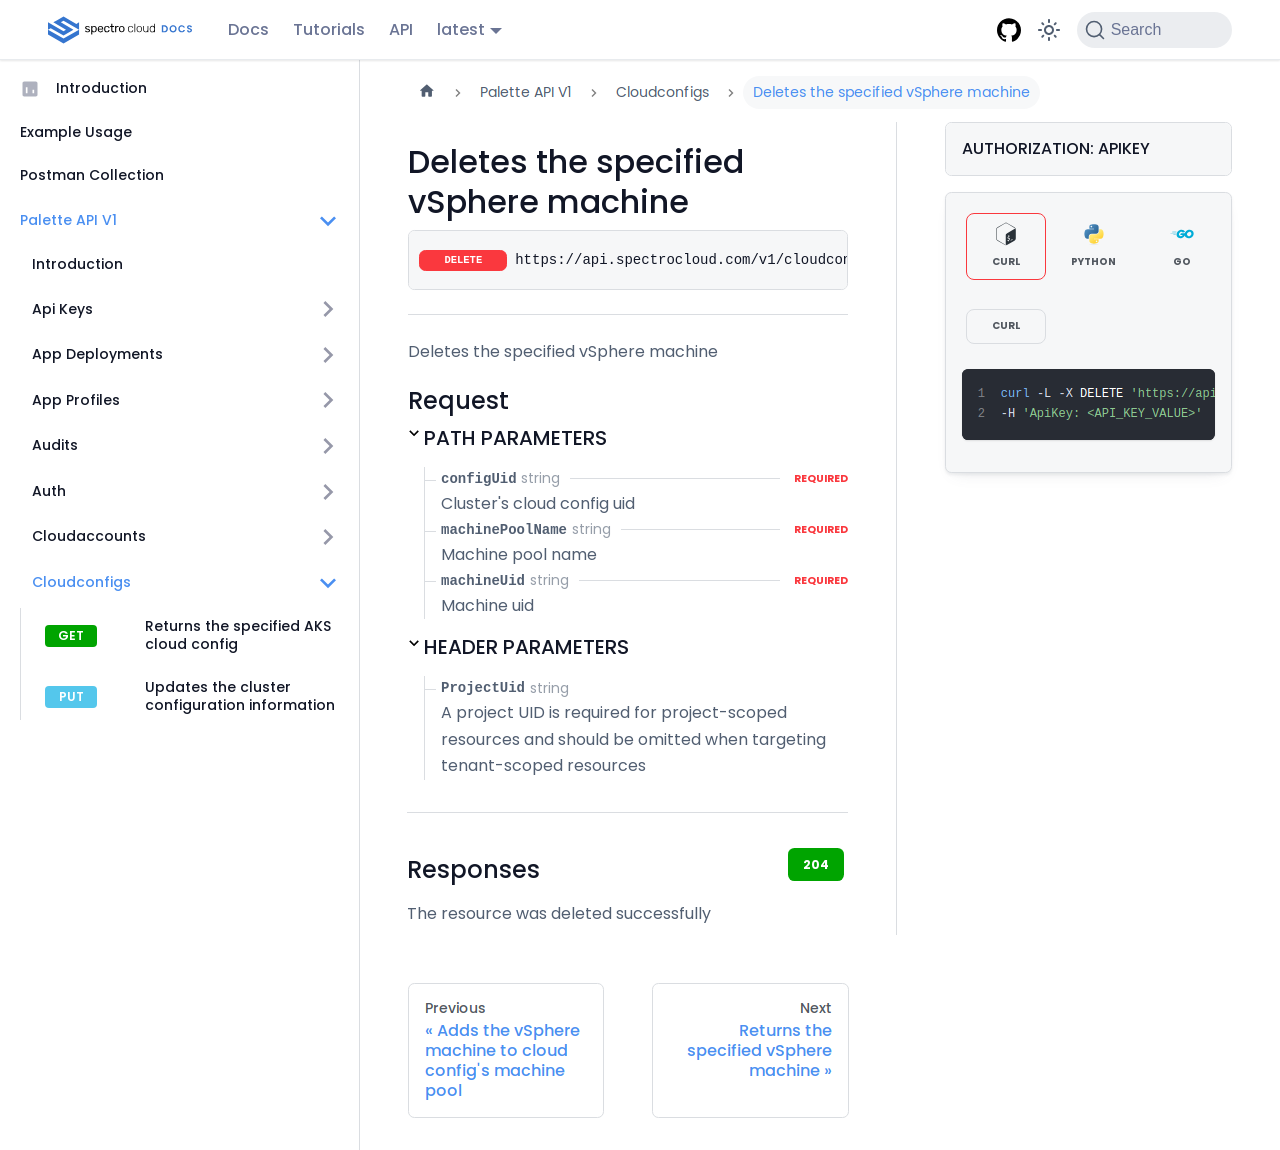 spectro cloud DOCS
Docs
Tutorials
API
latest
Search
Introduction
Example Usage
Postman Collection
Palette API V1
Introduction
Api Keys
App Deployments
App Profiles
Audits
Auth
Cloudaccounts
Cloudconfigs
GET
Returns the specified AKS
cloud config
PUT
Updates the cluster
configuration information
Palette API V1
Cloudconfigs
Deletes the specified vSphere machine
Deletes the specified
vSphere machine
DELETE
https://api.spectrocloud.com/v1/cloudcon
Deletes the specified vSphere machine
Request
PATH PARAMETERS
configUid string
REQUIRED
Cluster's cloud config uid
machinePoolName string
REQUIRED
Machine pool name
machineUid string
REQUIRED
Machine uid
HEADER PARAMETERS
ProjectUid string
A project UID is required for project-scoped
resources and should be omitted when targeting
tenant-scoped resources
Responses
204
The resource was deleted successfully
Previous
« Adds the vSphere
machine to cloud
config's machine
pool
Next
Returns the
specified vSphere
machine »
AUTHORIZATION: APIKEY
CURL
PYTHON
GO
CURL
1 curl -L -X DELETE 'https://api
2 -H 'ApiKey: <API_KEY_VALUE>'